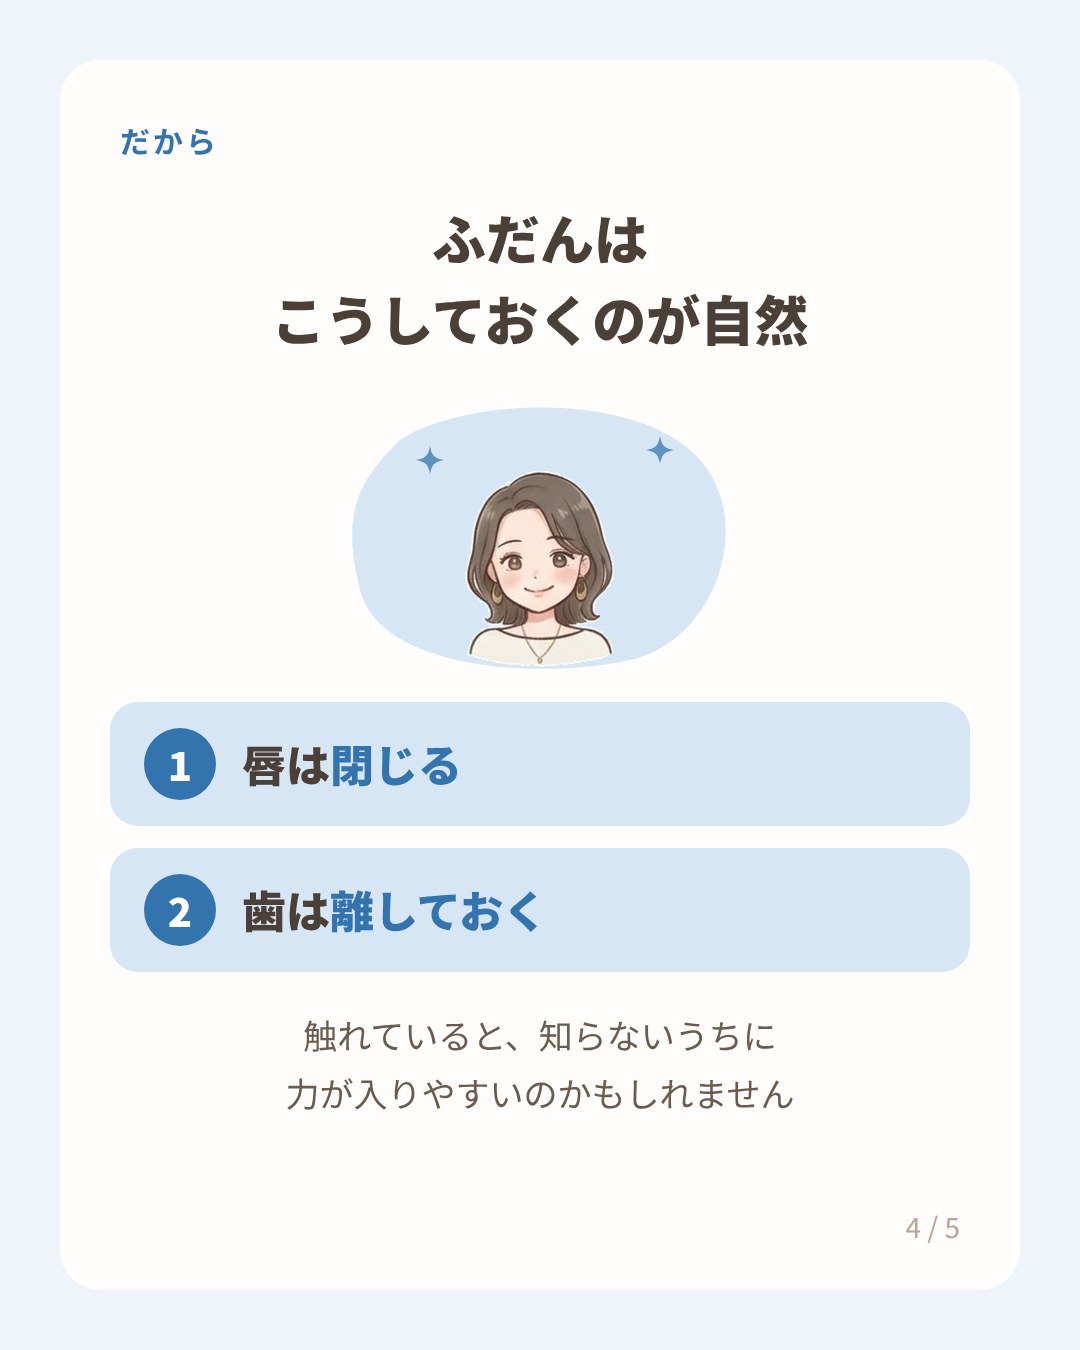 だから
ふだんは
こうしておくのが自然
1 唇は閉じる
2 歯は離しておく
触れていると、知らないうちに
力が入りやすいのかもしれません
4 / 5